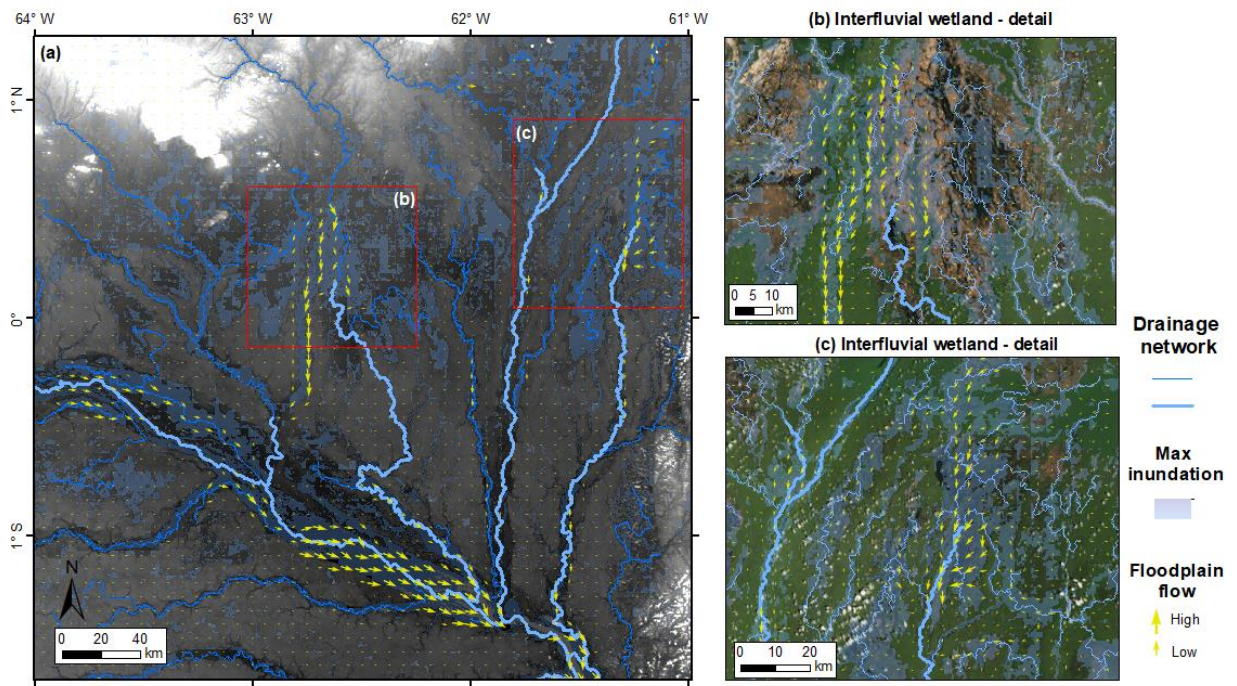 64° W
63° W
62° W
61° W
(a)
1° N
0°
1° S
(b)
(c)
N
0 20 40
km
(b) Interfluvial wetland - detail
0 5 10
km
(c) Interfluvial wetland - detail
0 10 20
km
Drainage
network
Max
inundation
Floodplain
flow
High
Low